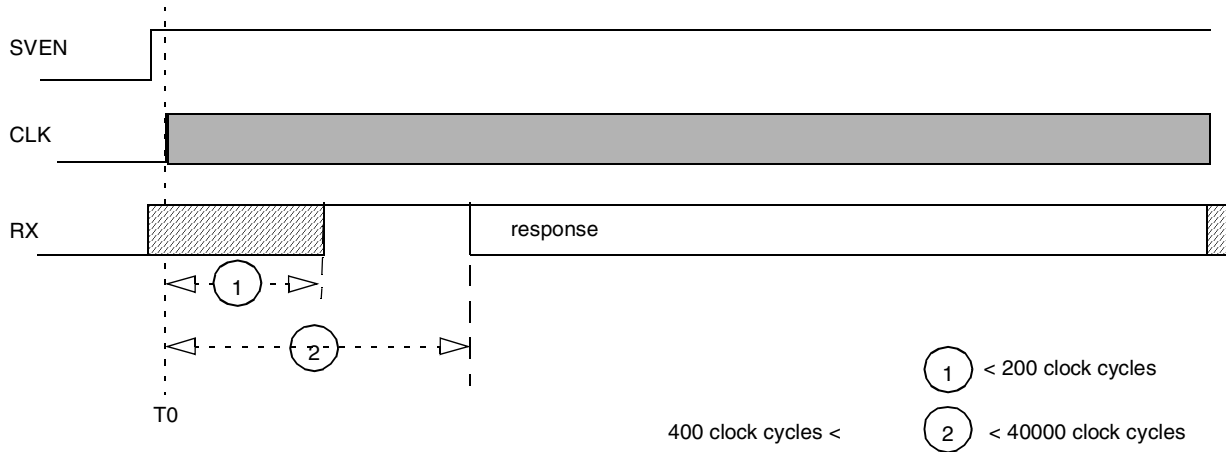 SVEN
CLK
RX
response
1
2
T0
1 < 200 clock cycles
400 clock cycles < 2 < 40000 clock cycles